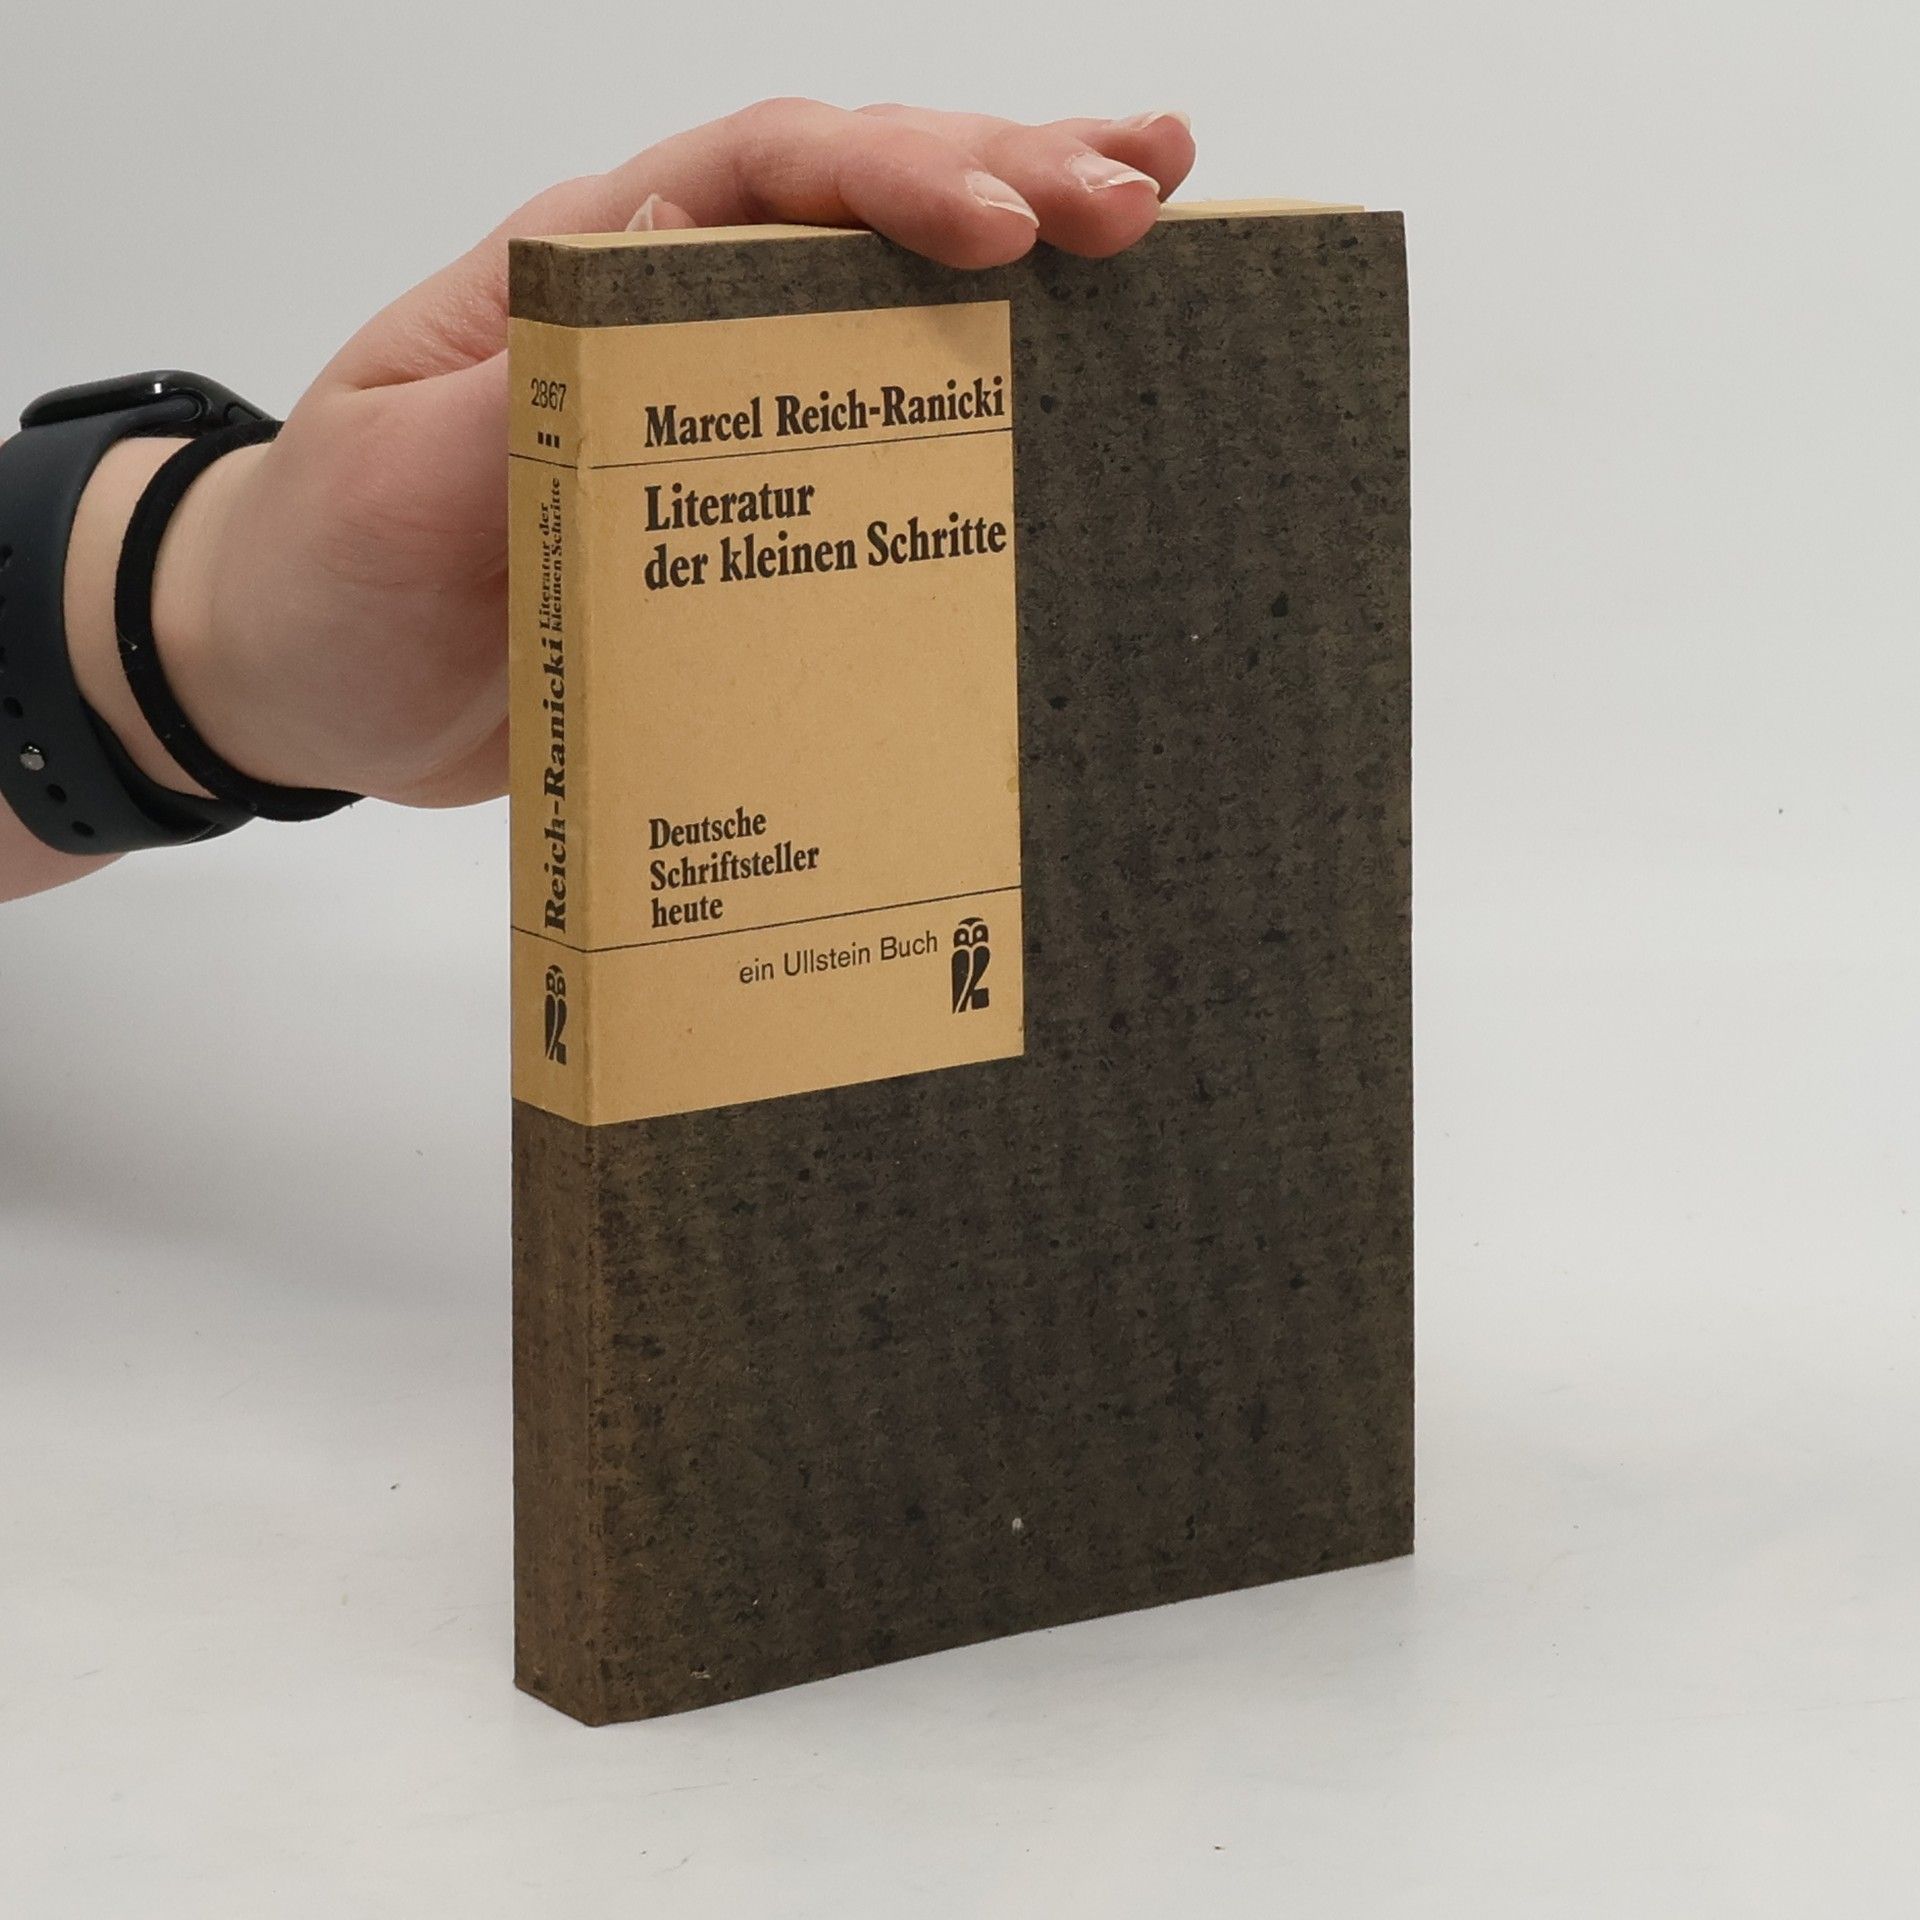 2867
Reich-Ranicki
Literatur der
kleinen Schritte
Marcel Reich-Ranicki
Literatur
der kleinen Schritte
Deutsche
Schriftsteller
heute
ein Ullstein Buch